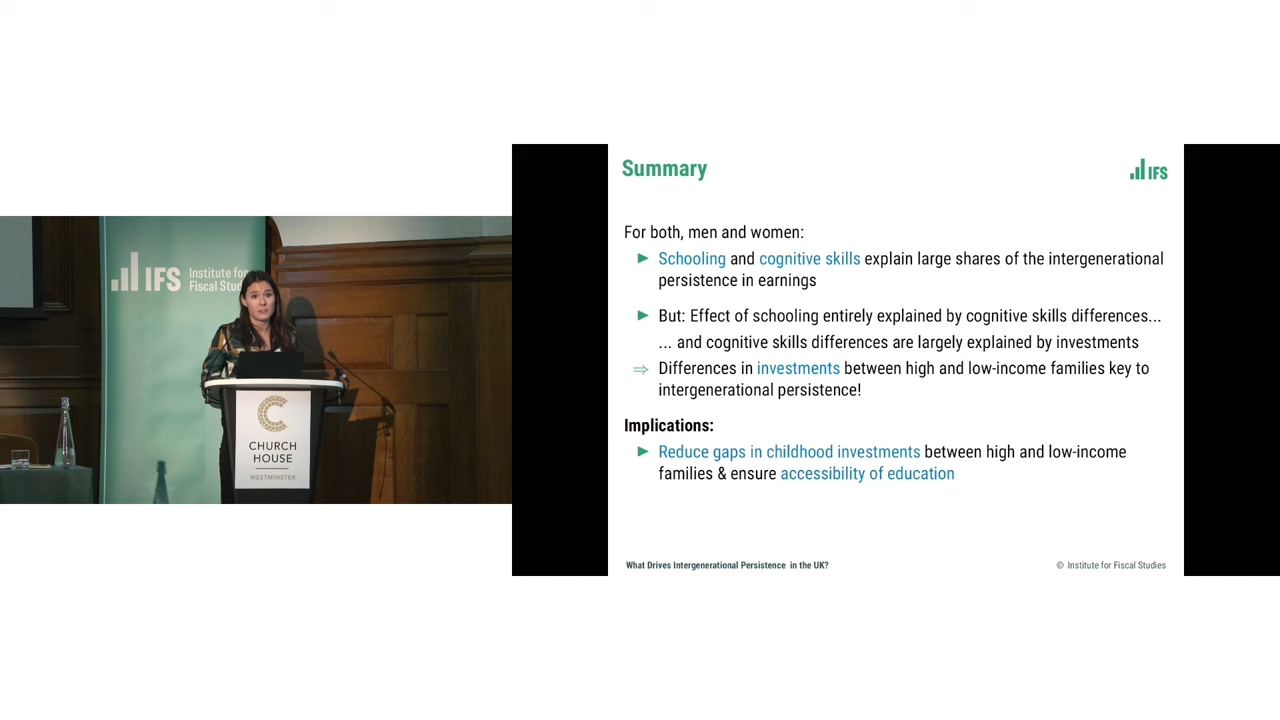 IFS
Institute for
Fiscal Stud
C
CHURCH
HOUSE
WESTMINSTER
Summary
IFS
For both, men and women:
Schooling and cognitive skills explain large shares of the intergenerational
persistence in earnings
But: Effect of schooling entirely explained by cognitive skills differences...
... and cognitive skills differences are largely explained by investments
⇒ Differences in investments between high and low-income families key to
intergenerational persistence!
Implications:
Reduce gaps in childhood investments between high and low-income
families & ensure accessibility of education
What Drives Intergenerational Persistence in the UK?
© Institute for Fiscal Studies